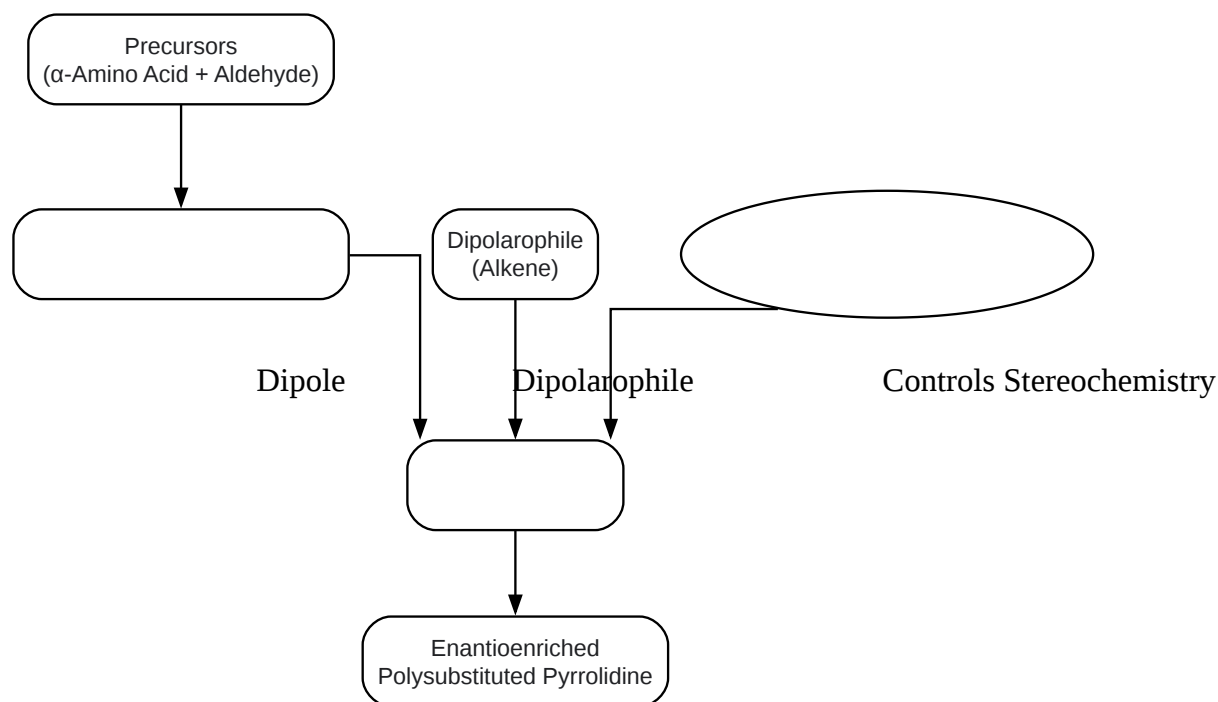 Precursors
(α-Amino Acid + Aldehyde)
Dipolarophile
(Alkene)
Dipole
Dipolarophile
Controls Stereochemistry
Enantioenriched
Polysubstituted Pyrrolidine